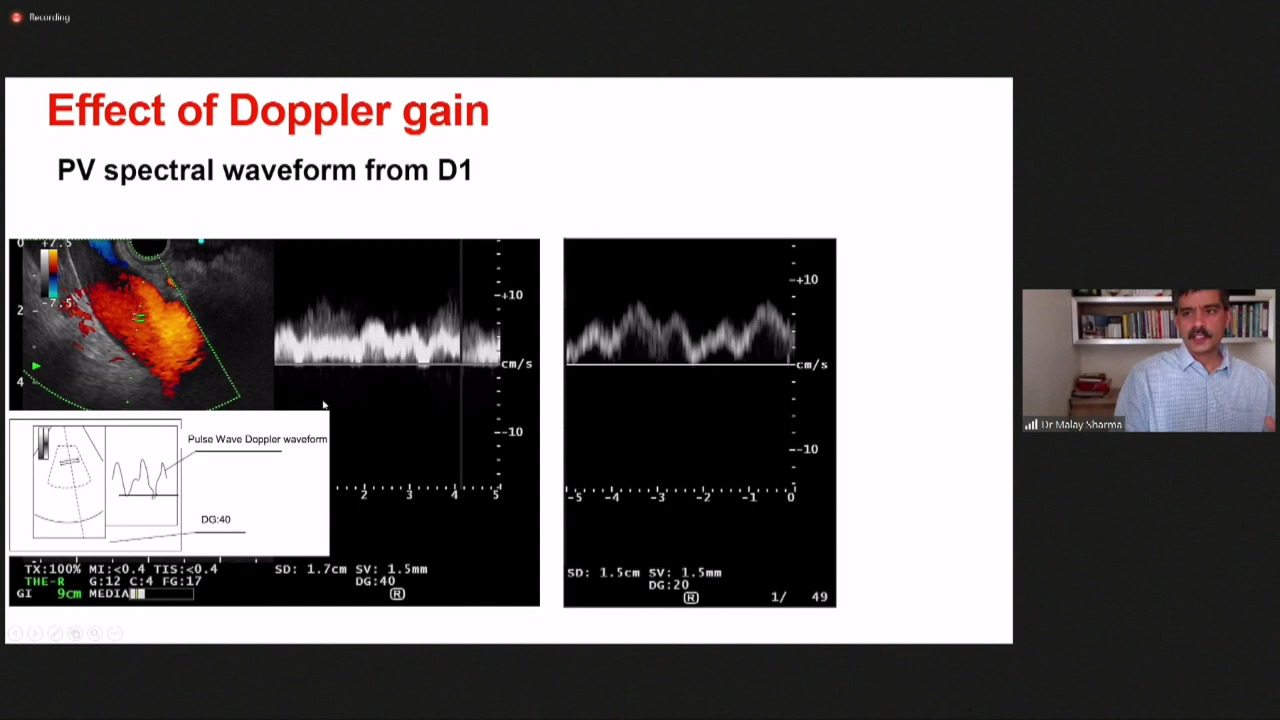 Recording
Effect of Doppler gain
PV spectral waveform from D1
0 +7.5
-7.5
2
4
+10
cm/s
-10
2 3 4 5
Pulse Wave Doppler waveform
DG:40
TX:100% MI:<0.4 TIS:<0.4
THE-R G:12 C:4 FG:17
GI 9cm MEDIA
SD: 1.7cm SV: 1.5mm
DG:40
R
+10
cm/s
-10
-5 -4 -3 -2 -1 0
SD: 1.5cm SV: 1.5mm
DG:20
R 1/ 49
Dr Malay Sharma